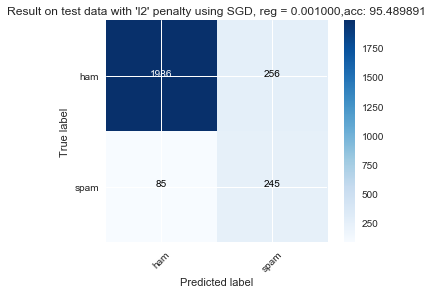 Result on test data with 'l2' penalty using SGD, reg = 0.001000,acc: 95.489891
True label
ham
spam
1986
256
85
245
ham
spam
Predicted label
1750
1500
1250
1000
750
500
250